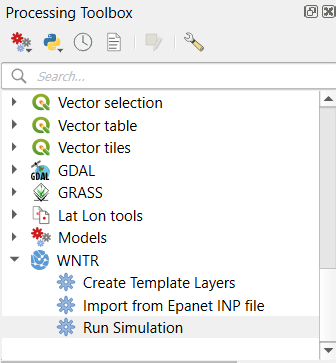 Processing Toolbox
Search...
Vector selection
Vector table
Vector tiles
GDAL
GRASS
Lat Lon tools
Models
WNTR
Create Template Layers
Import from Epanet INP file
Run Simulation